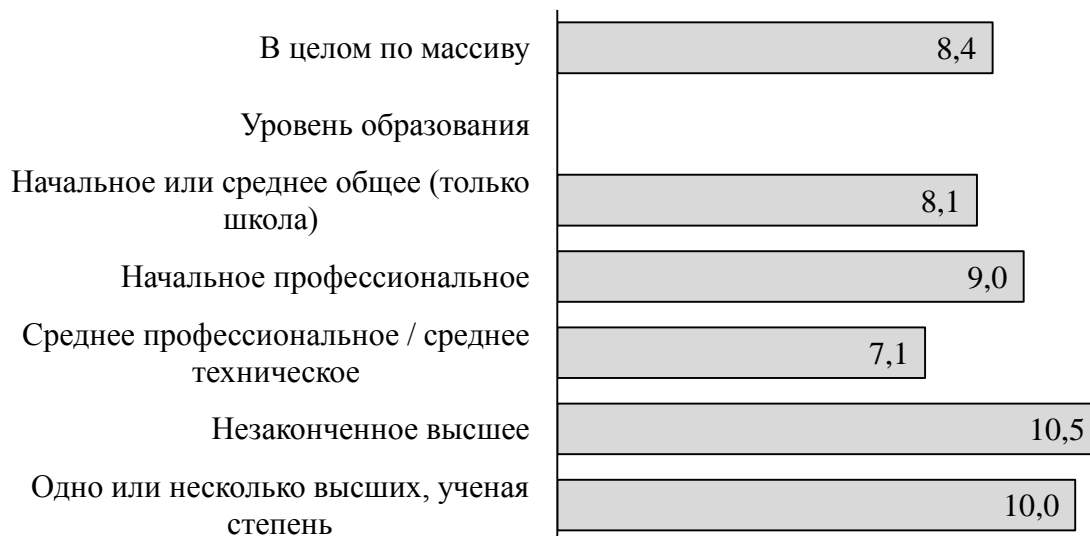 В целом по массиву
8,4
Уровень образования
Начальное или среднее общее (только
школа)
8,1
Начальное профессиональное
9,0
Среднее профессиональное / среднее
техническое
7,1
Незаконченное высшее
10,5
Одно или несколько высших, ученая
степень
10,0